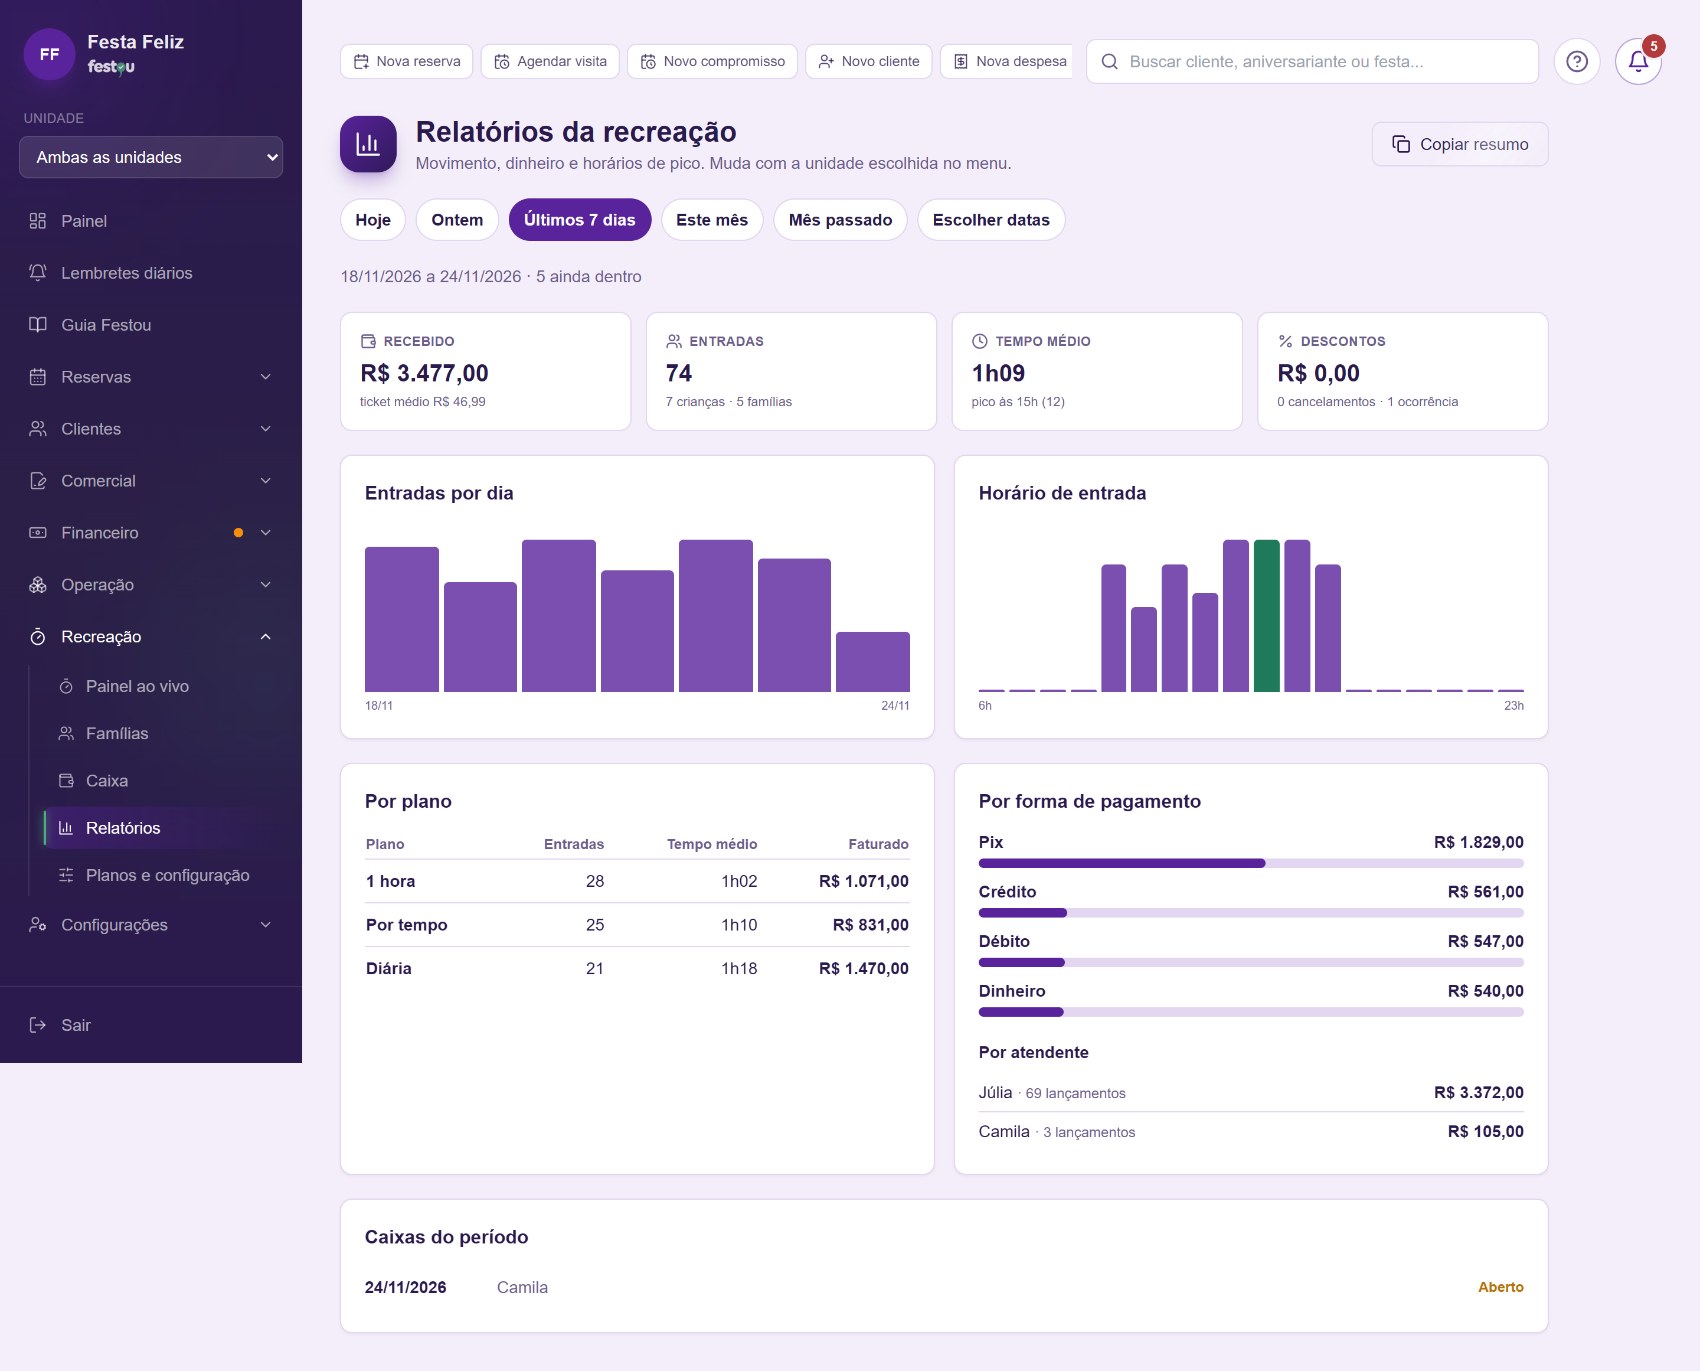 FF
Festa Feliz
festou
UNIDADE
Ambas as unidades
Painel
Lembretes diários
Guia Festou
Reservas
Clientes
Comercial
Financeiro
Operação
Recreação
Painel ao vivo
Famílias
Caixa
Relatórios
Planos e configuração
Configurações
Sair
Nova reserva
Agendar visita
Novo compromisso
Novo cliente
Nova despesa
Buscar cliente, aniversariante ou festa...
5
Relatórios da recreação
Movimento, dinheiro e horários de pico. Muda com a unidade escolhida no menu.
Copiar resumo
Hoje
Ontem
Últimos 7 dias
Este mês
Mês passado
Escolher datas
18/11/2026 a 24/11/2026 · 5 ainda dentro
RECEBIDO
R$ 3.477,00
ticket médio R$ 46,99
ENTRADAS
74
7 crianças · 5 famílias
TEMPO MÉDIO
1h09
pico às 15h (12)
DESCONTOS
R$ 0,00
0 cancelamentos · 1 ocorrência
Entradas por dia
18/11 24/11
Horário de entrada
6h 23h
Por plano
Plano Entradas Tempo médio Faturado
1 hora 28 1h02 R$ 1.071,00
Por tempo 25 1h10 R$ 831,00
Diária 21 1h18 R$ 1.470,00
Por forma de pagamento
Pix R$ 1.829,00
Crédito R$ 561,00
Débito R$ 547,00
Dinheiro R$ 540,00
Por atendente
Júlia · 69 lançamentos R$ 3.372,00
Camila · 3 lançamentos R$ 105,00
Caixas do período
24/11/2026 Camila Aberto